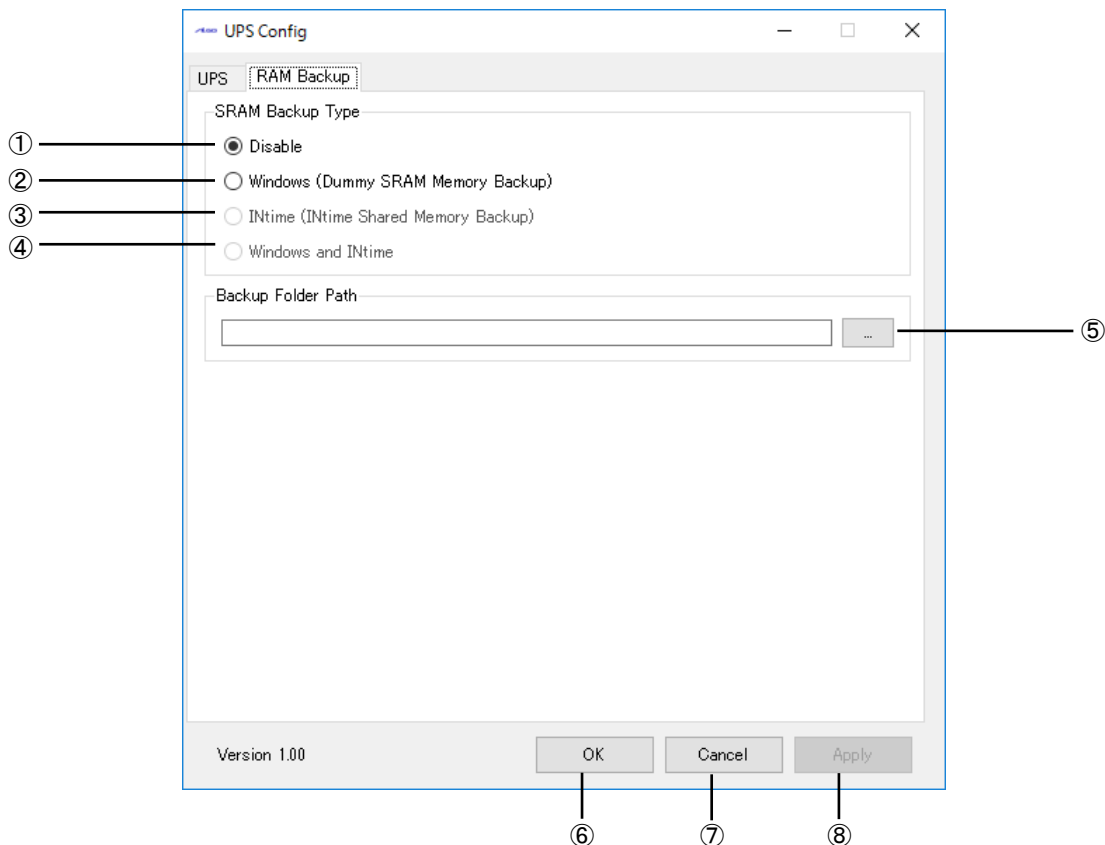 UPS Config
UPS RAM Backup
SRAM Backup Type
① Disable
② Windows (Dummy SRAM Memory Backup)
③ INtime (INtime Shared Memory Backup)
④ Windows and INtime
Backup Folder Path
... ⑤
Version 1.00 OK Cancel Apply
⑥ ⑦ ⑧